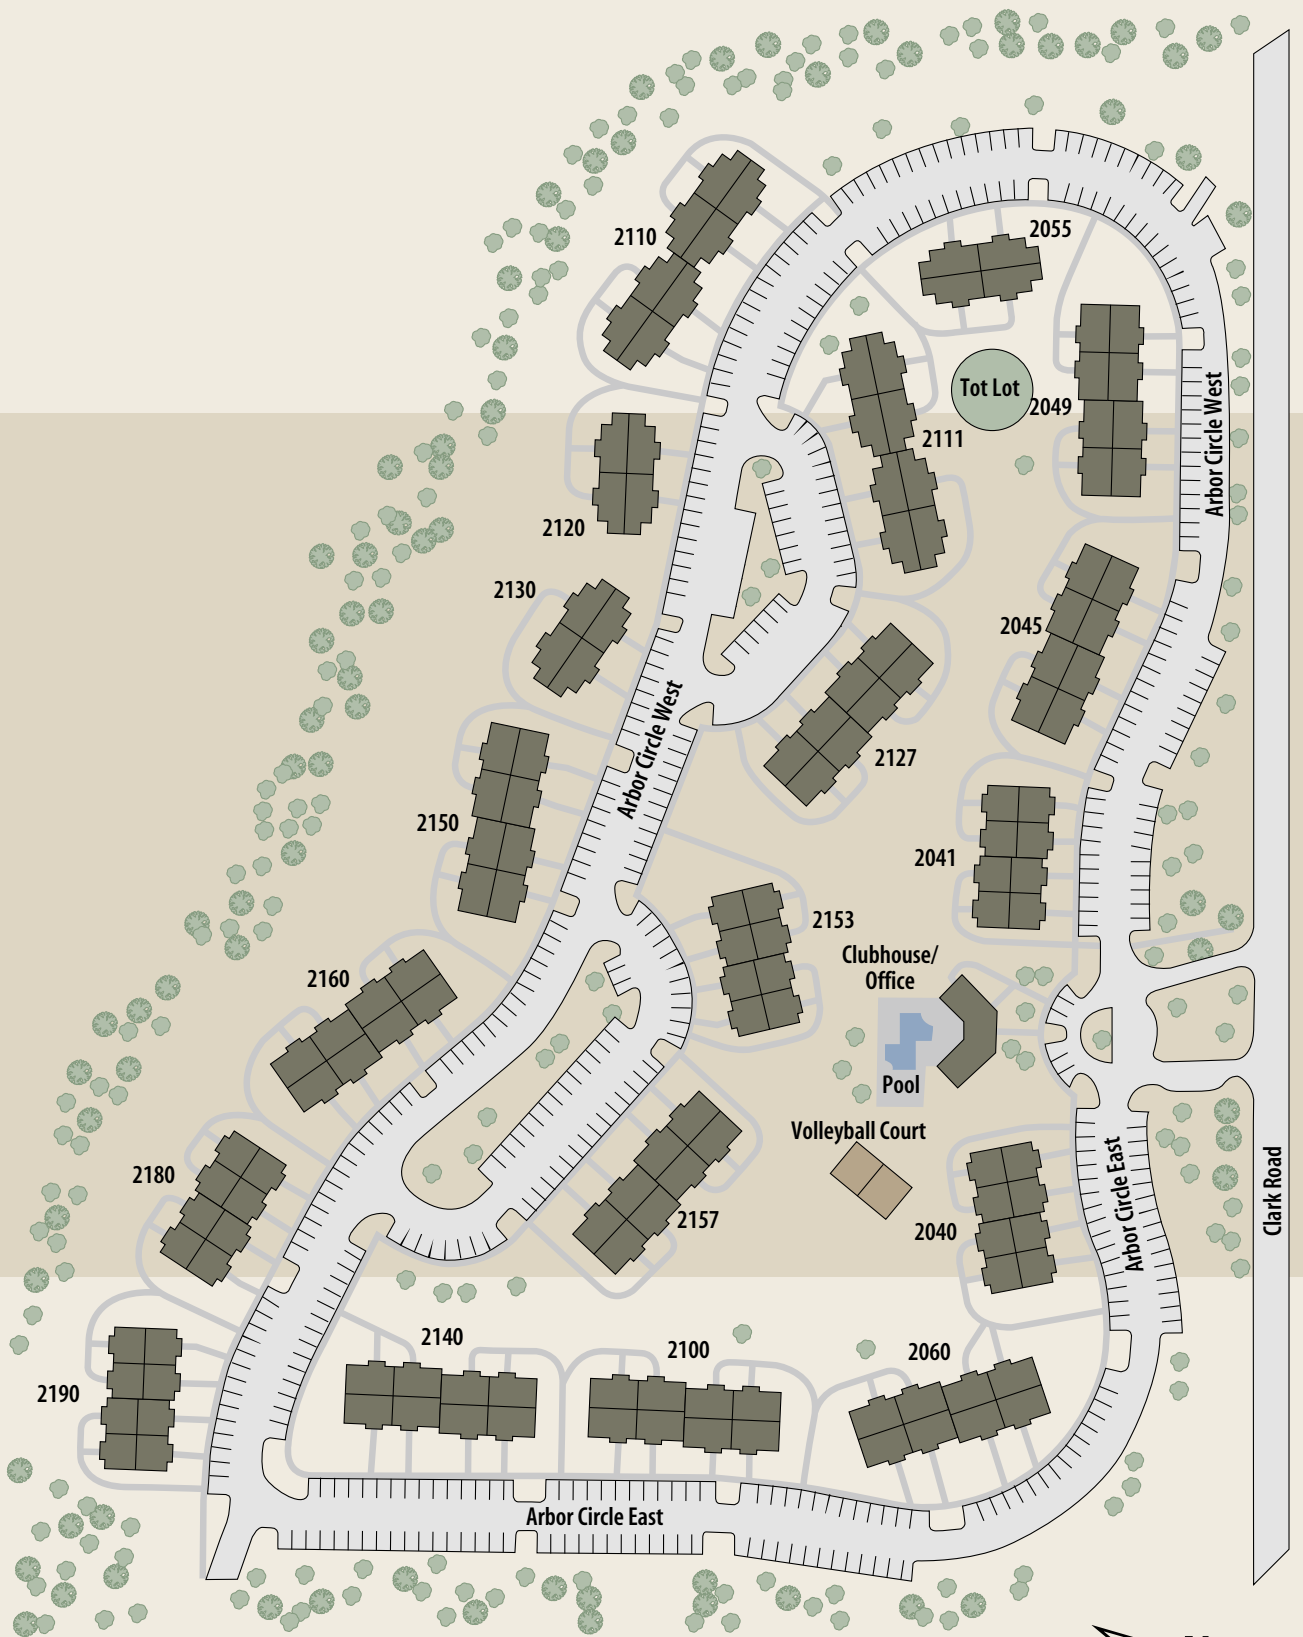 2110
2055
Tot Lot
2049
2111
Arbor Circle West
2120
2130
2045
Arbor Circle West
2127
2150
2041
2153
Clubhouse/
Office
2160
Pool
Volleyball Court
Arbor Circle East
Clark Road
2180
2157
2040
2140
2100
2060
2190
Arbor Circle East